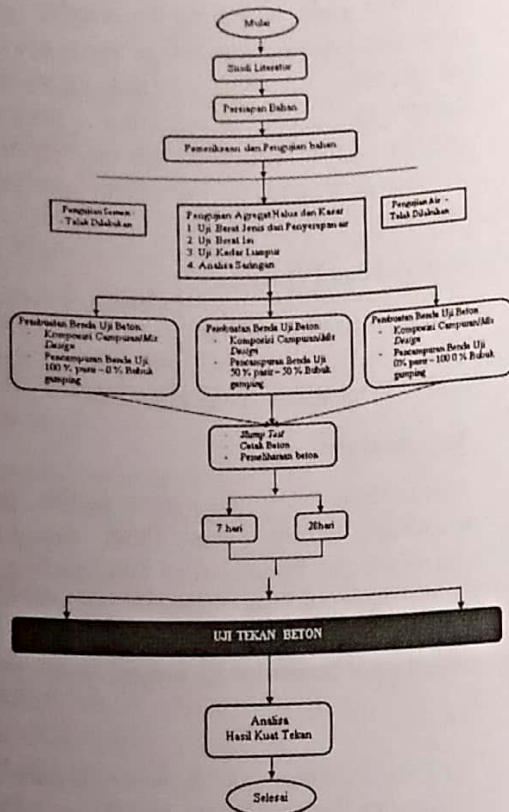 Mulai
Studi Literatur
Persiapan Bahan
Pemeriksaan dan Pengujian bahan
Pengujian Semen -
- Tidak Dilakukan
Pengujian Agregat Halus dan Kasar
1 Uji Berat Jenis dan Penyerapan air
2 Uji Berat Isi
3 Uji Kadar Lumpur
4. Analisa Saringan
Pengujian Air -
- Tidak Dilakukan
Pembuatan Benda Uji Beton
- Komposisi Campuran/Mix
Design
- Pencampuran Benda Uji
100 % pasir – 0 % Bubuk
gamping
Pembuatan Benda Uji Beton
- Komposisi Campuran/Mix
Design
- Pencampuran Benda Uji
50 % pasir – 50 % Bubuk
gamping
Pembuatan Benda Uji Beton
- Komposisi Campuran/Mix
Design
- Pencampuran Benda Uji
0% pasir – 100 0 % Bubuk
gamping
- Slump Test
- Cetak Beton
- Pemeliharaan beton
7 hari
28hari
UJI TEKAN BETON
Analisa
Hasil Kuat Tekan
Selesai